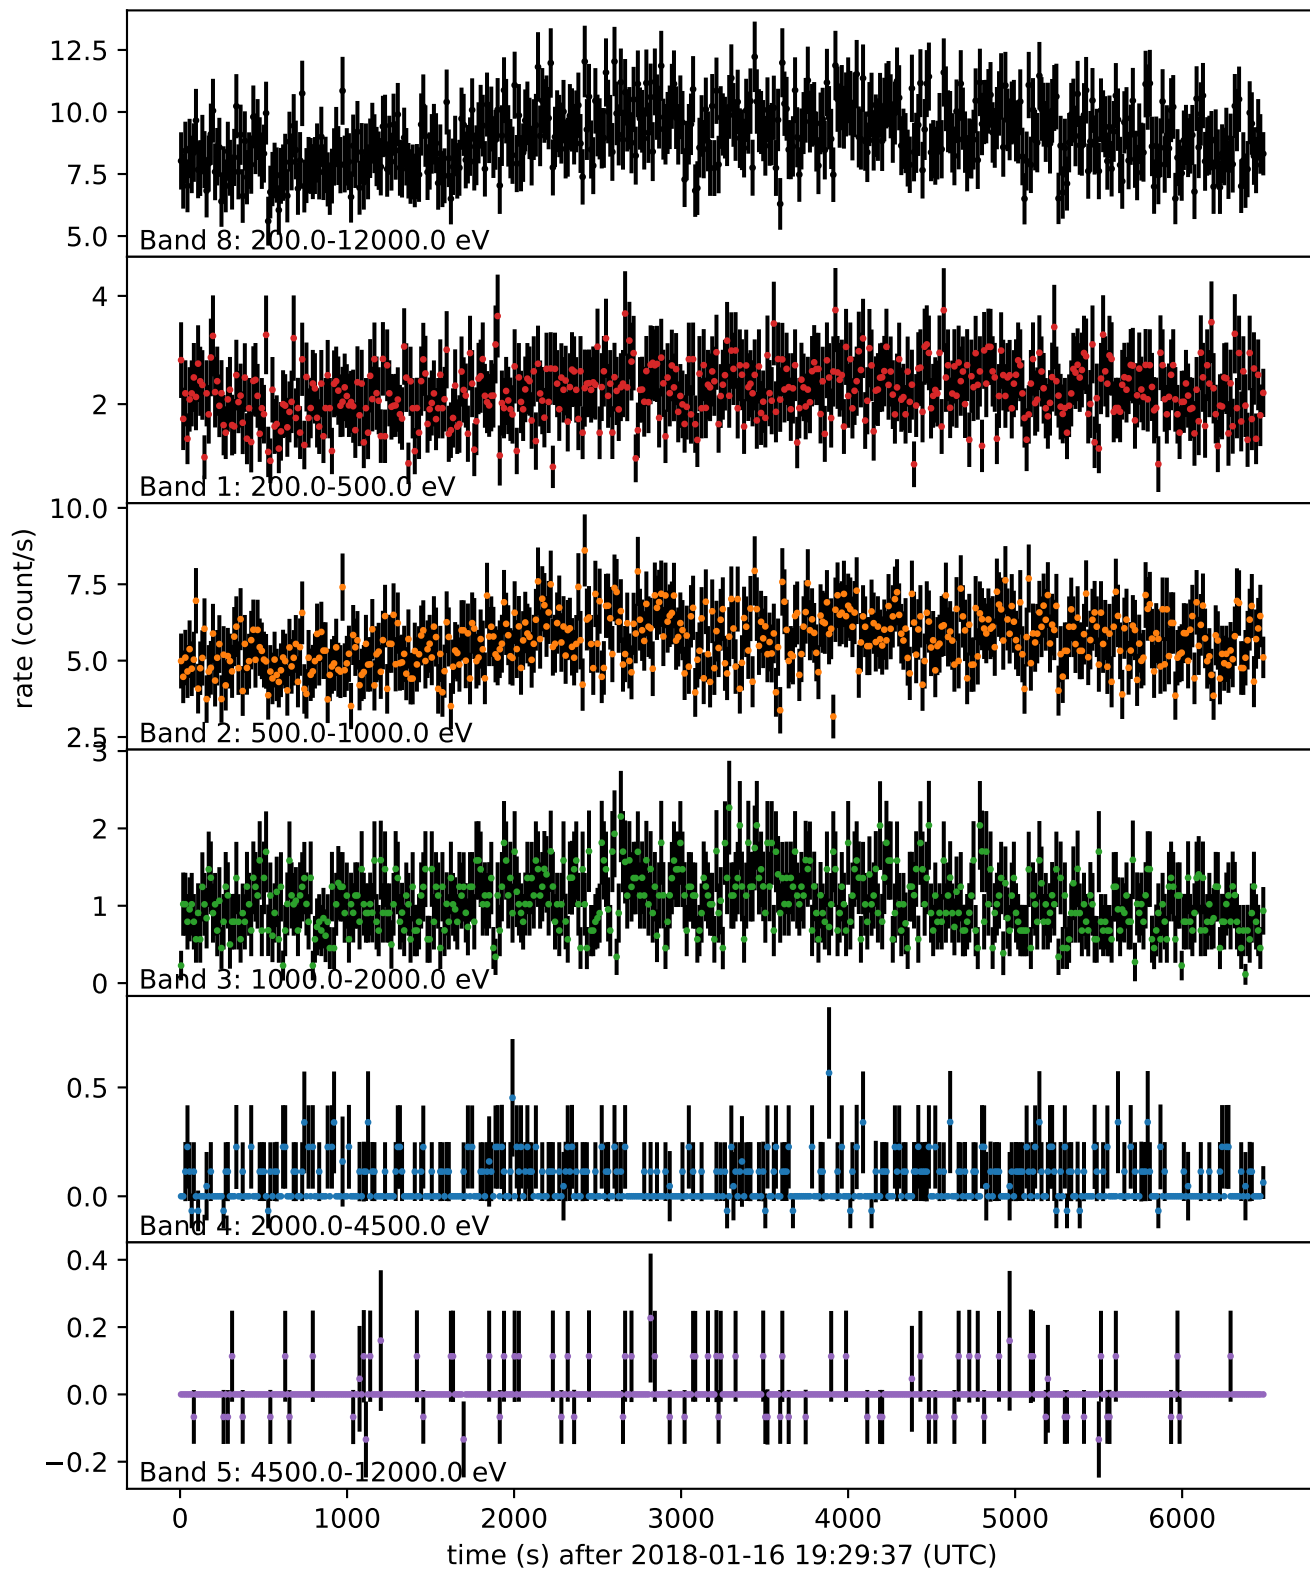 12.5
10.0
7.5
5.0
Band 8: 200.0-12000.0 eV
4
2
Band 1: 200.0-500.0 eV
rate (count/s)
10.0
7.5
5.0
2.5
Band 2: 500.0-1000.0 eV
3
2
1
0
Band 3: 1000.0-2000.0 eV
0.5
0.0
Band 4: 2000.0-4500.0 eV
0.4
0.2
0.0
−0.2
Band 5: 4500.0-12000.0 eV
0 1000 2000 3000 4000 5000 6000
time (s) after 2018-01-16 19:29:37 (UTC)